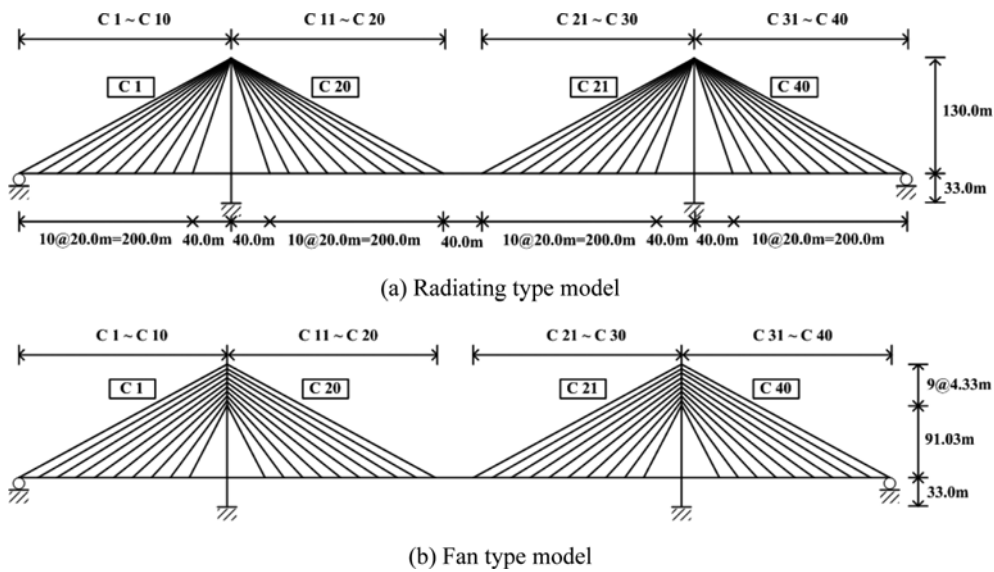 C 1 ~ C 10 C 11 ~ C 20 C 21 ~ C 30 C 31 ~ C 40
C 1 C 20 C 21 C 40
130.0m
33.0m
10@20.0m=200.0m 40.0m 40.0m 10@20.0m=200.0m 40.0m 10@20.0m=200.0m 40.0m 40.0m 10@20.0m=200.0m
(a) Radiating type model
C 1 ~ C 10 C 11 ~ C 20 C 21 ~ C 30 C 31 ~ C 40
C 1 C 20 C 21 C 40
9@4.33m
91.03m
33.0m
(b) Fan type model